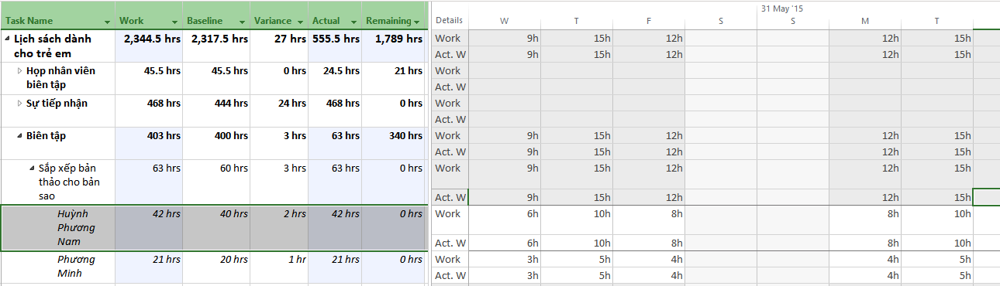 31 May '15
Task Name Work Baseline Variance Actual Remaining Details W T F S S M T
Lịch sách dành 2,344.5 hrs 2,317.5 hrs 27 hrs 555.5 hrs 1,789 hrs Work 9h 15h 12h 12h 15h
cho trẻ em Act. W 9h 15h 12h 12h 15h
Họp nhân viên 45.5 hrs 45.5 hrs 0 hrs 24.5 hrs 21 hrs Work
biên tập Act. W
Sự tiếp nhận 468 hrs 444 hrs 24 hrs 468 hrs 0 hrs Work
Act. W
Biên tập 403 hrs 400 hrs 3 hrs 63 hrs 340 hrs Work 9h 15h 12h 12h 15h
Act. W 9h 15h 12h 12h 15h
Sắp xếp bản 63 hrs 60 hrs 3 hrs 63 hrs 0 hrs Work 9h 15h 12h 12h 15h
thảo cho bản
sao Act. W 9h 15h 12h 12h 15h
Huỳnh 42 hrs 40 hrs 2 hrs 42 hrs 0 hrs Work 6h 10h 8h 8h 10h
Phương
Nam Act. W 6h 10h 8h 8h 10h
Phương 21 hrs 20 hrs 1 hr 21 hrs 0 hrs Work 3h 5h 4h 4h 5h
Minh Act. W 3h 5h 4h 4h 5h